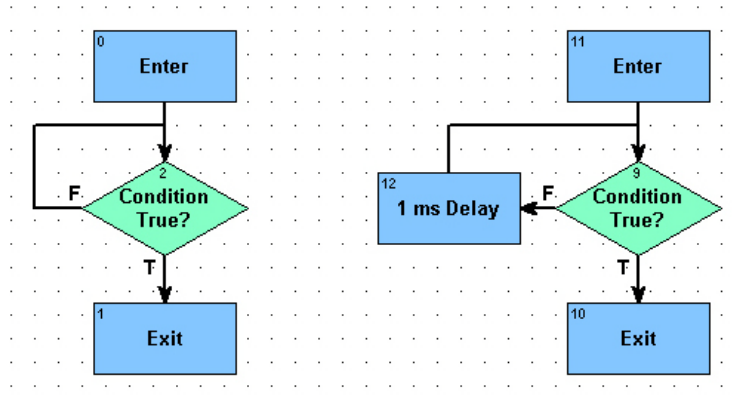 0
Enter
2
Condition
True?
F
T
1
Exit
11
Enter
9
Condition
True?
F
12
1 ms Delay
T
10
Exit